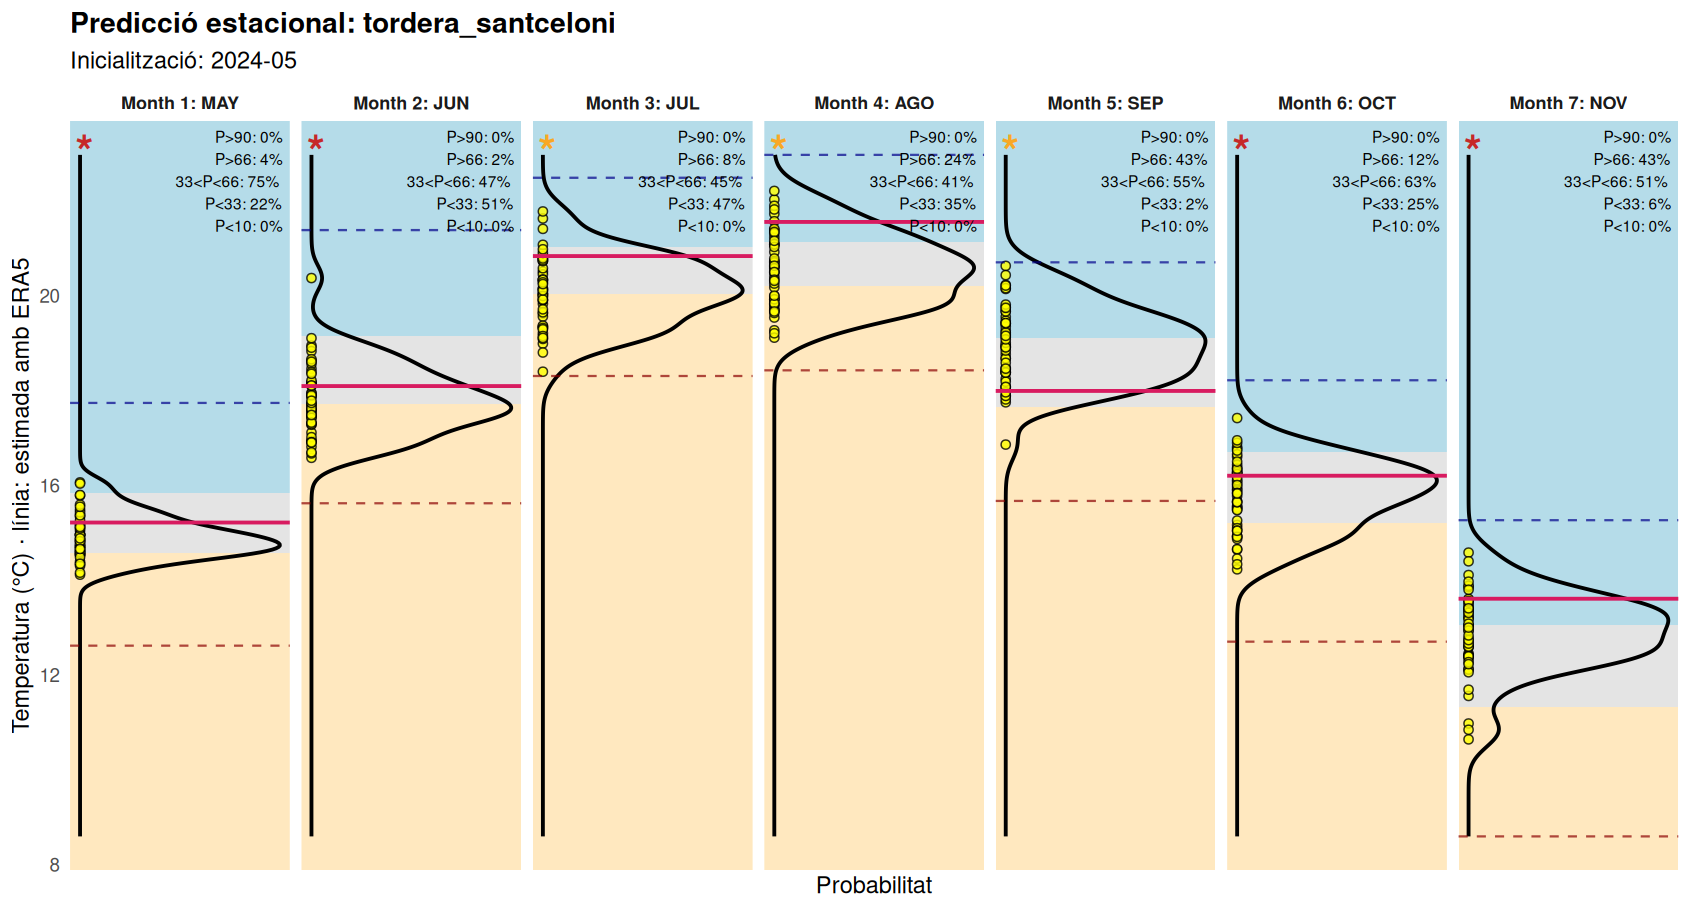 Predicció estacional: tordera_santceloni
Inicialització: 2024-05
Month 1: MAY
Month 2: JUN
Month 3: JUL
Month 4: AGO
Month 5: SEP
Month 6: OCT
Month 7: NOV
*
P>90: 0%
P>66: 4%
33<P<66: 75%
P<33: 22%
P<10: 0%
*
P>90: 0%
P>66: 2%
33<P<66: 47%
P<33: 51%
P<10: 0%
*
P>90: 0%
P>66: 8%
33<P<66: 45%
P<33: 47%
P<10: 0%
*
P>90: 0%
P>66: 24%
33<P<66: 41%
P<33: 35%
P<10: 0%
*
P>90: 0%
P>66: 43%
33<P<66: 55%
P<33: 2%
P<10: 0%
*
P>90: 0%
P>66: 12%
33<P<66: 63%
P<33: 25%
P<10: 0%
*
P>90: 0%
P>66: 43%
33<P<66: 51%
P<33: 6%
P<10: 0%
Temperatura (°C) · línia: estimada amb ERA5
20
16
12
8
Probabilitat